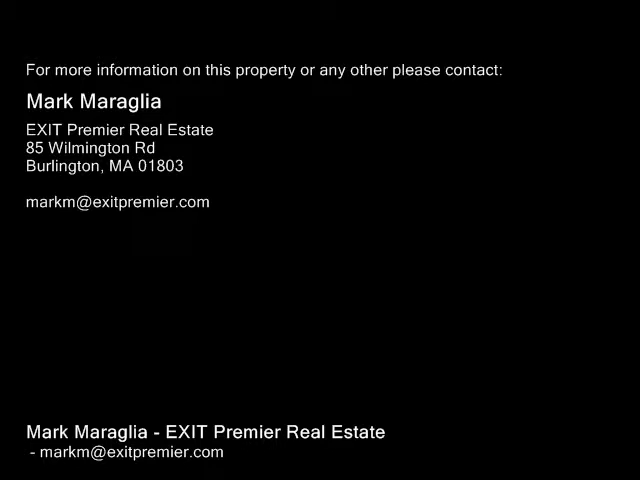 For more information on this property or any other please contact:
Mark Maraglia
EXIT Premier Real Estate
85 Wilmington Rd
Burlington, MA 01803
markm@exitpremier.com
Mark Maraglia - EXIT Premier Real Estate
- markm@exitpremier.com